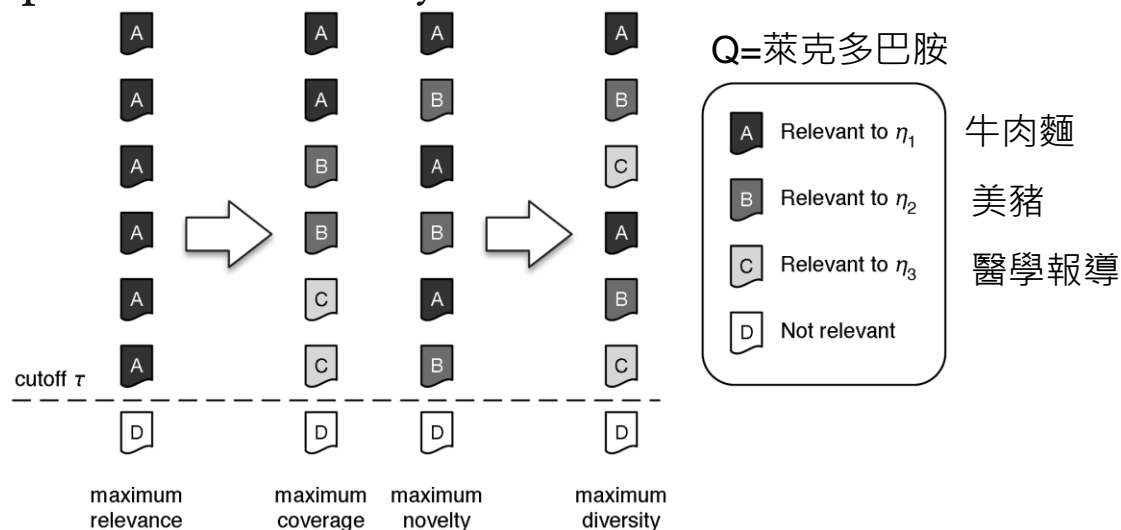 Q=萊克多巴胺
A A A A
A A B B
A B A C
A B B A
A C A B
A C B C
cutoff τ
D D D D
maximum relevance
maximum coverage
maximum novelty
maximum diversity
A Relevant to η1 牛肉麵
B Relevant to η2 美豬
C Relevant to η3 醫學報導
D Not relevant